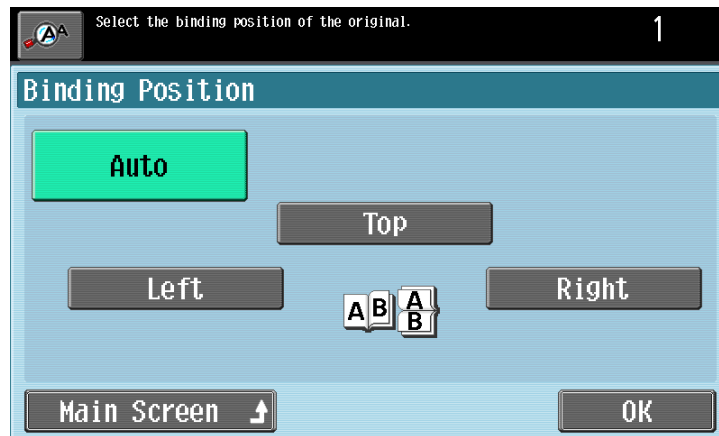 Select the binding position of the original.
1
Binding Position
Auto
Top
Left
Right
A B
A
B
Main Screen
OK